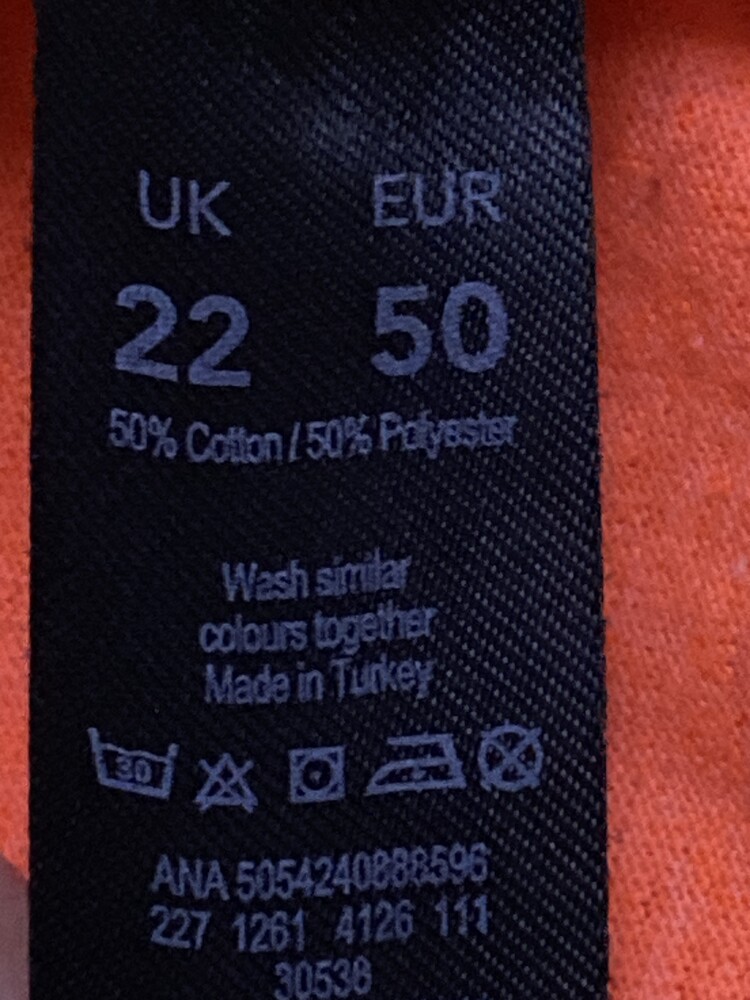 UK EUR
22 50
50% Cotton / 50% Polyester
Wash similar
colours together
Made in Turkey
30
ANA 5054240888596
227 1261 4126 111
30536